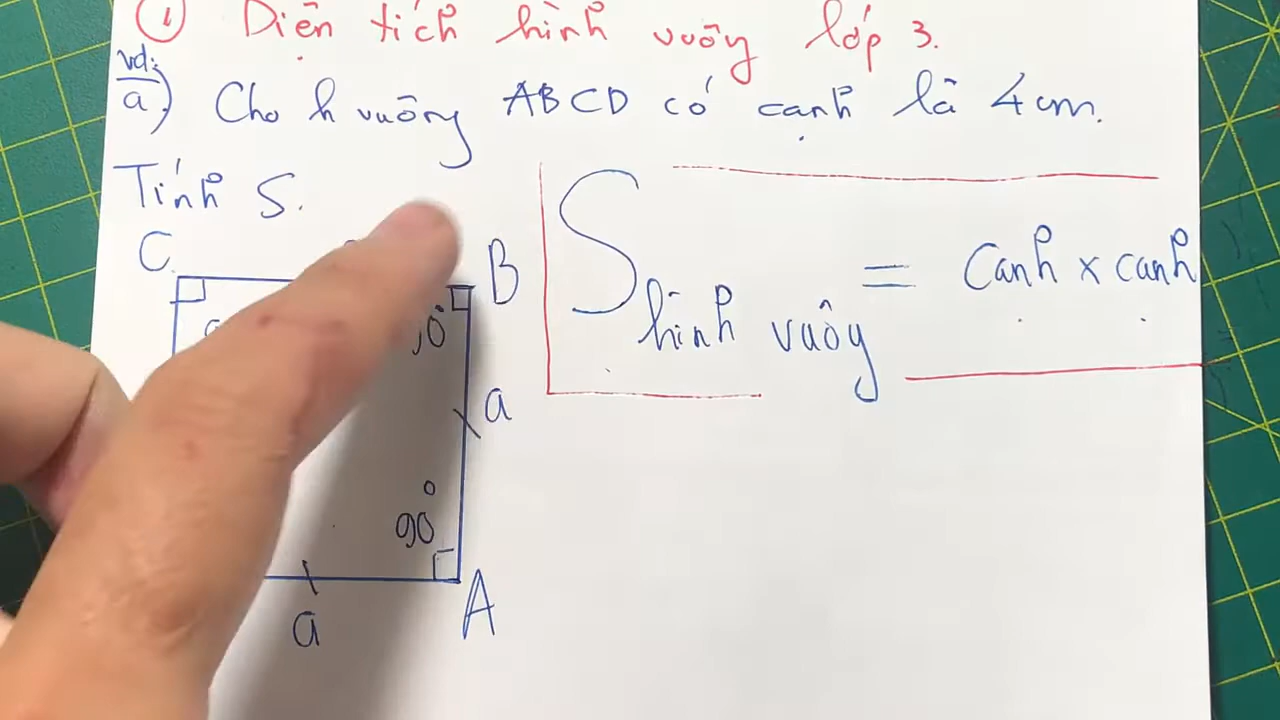 ① Diện tích hình vuông lớp 3.
vd:
a) Cho h vuông ABCD có cạnh là 4cm.
Tính S.
C B
S hình vuông = Cạnh x cạnh
a
90°
A
a